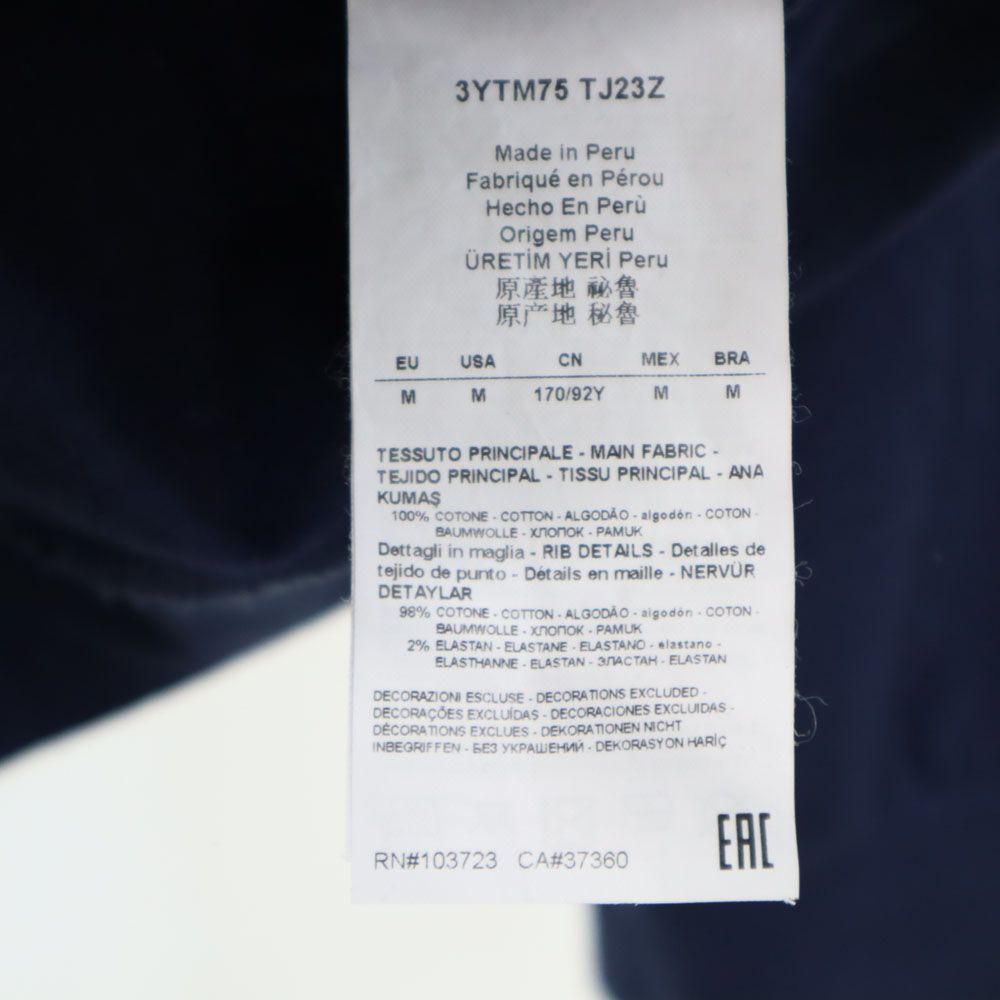 3YTM75 TJ23Z
Made in Peru
Fabriqué en Pérou
Hecho En Perù
Origem Peru
ÜRETİM YERİ Peru
原產地 祕魯
原产地 秘鲁
EU USA CN MEX BRA
M M 170/92Y M M
TESSUTO PRINCIPALE - MAIN FABRIC -
TEJIDO PRINCIPAL - TISSU PRINCIPAL - ANA
KUMAŞ
100% COTONE - COTTON - ALGODÃO - algodón - COTON -
BAUMWOLLE - ХЛОПОК - PAMUK
Dettagli in maglia - RIB DETAILS - Detalles de
tejido de punto - Détails en maille - NERVÜR
DETAYLAR
98% COTONE - COTTON - ALGODÃO - algodón - COTON -
BAUMWOLLE - ХЛОПОК - PAMUK
2% ELASTAN - ELASTANE - ELASTANO - elastano -
ELASTHANNE - ELASTAN - ЭЛАСТАН - ELASTAN
DECORAZIONI ESCLUSE - DECORATIONS EXCLUDED -
DECORAÇÕES EXCLUÍDAS - DECORACIONES EXCLUIDAS -
DÉCORATIONS EXCLUES - DEKORATIONEN NICHT
INBEGRIFFEN - БЕЗ УКРАШЕНИЙ - DEKORASYON HARİÇ
EAC
RN#103723 CA#37360